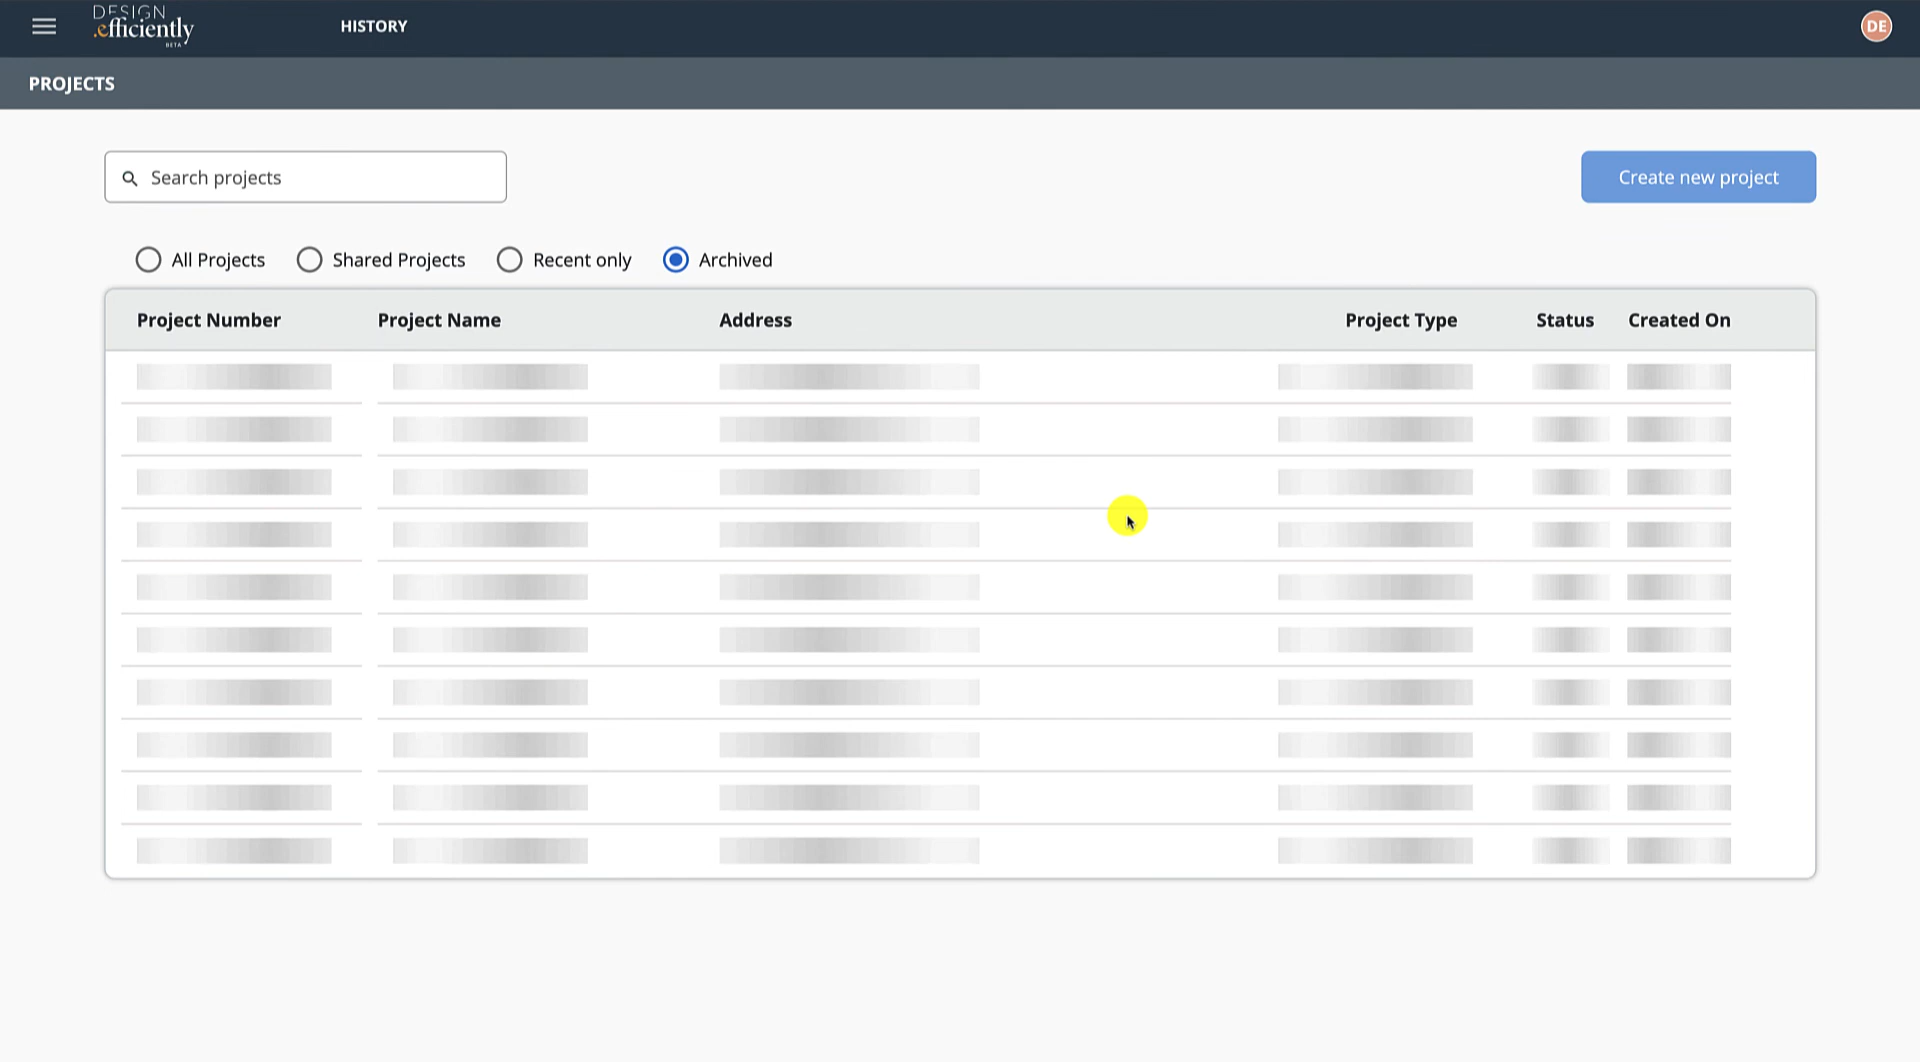 DESIGN
.efficiently
BETA
HISTORY
DE
PROJECTS
Search projects
Create new project
All Projects
Shared Projects
Recent only
Archived
Project Number
Project Name
Address
Project Type
Status
Created On